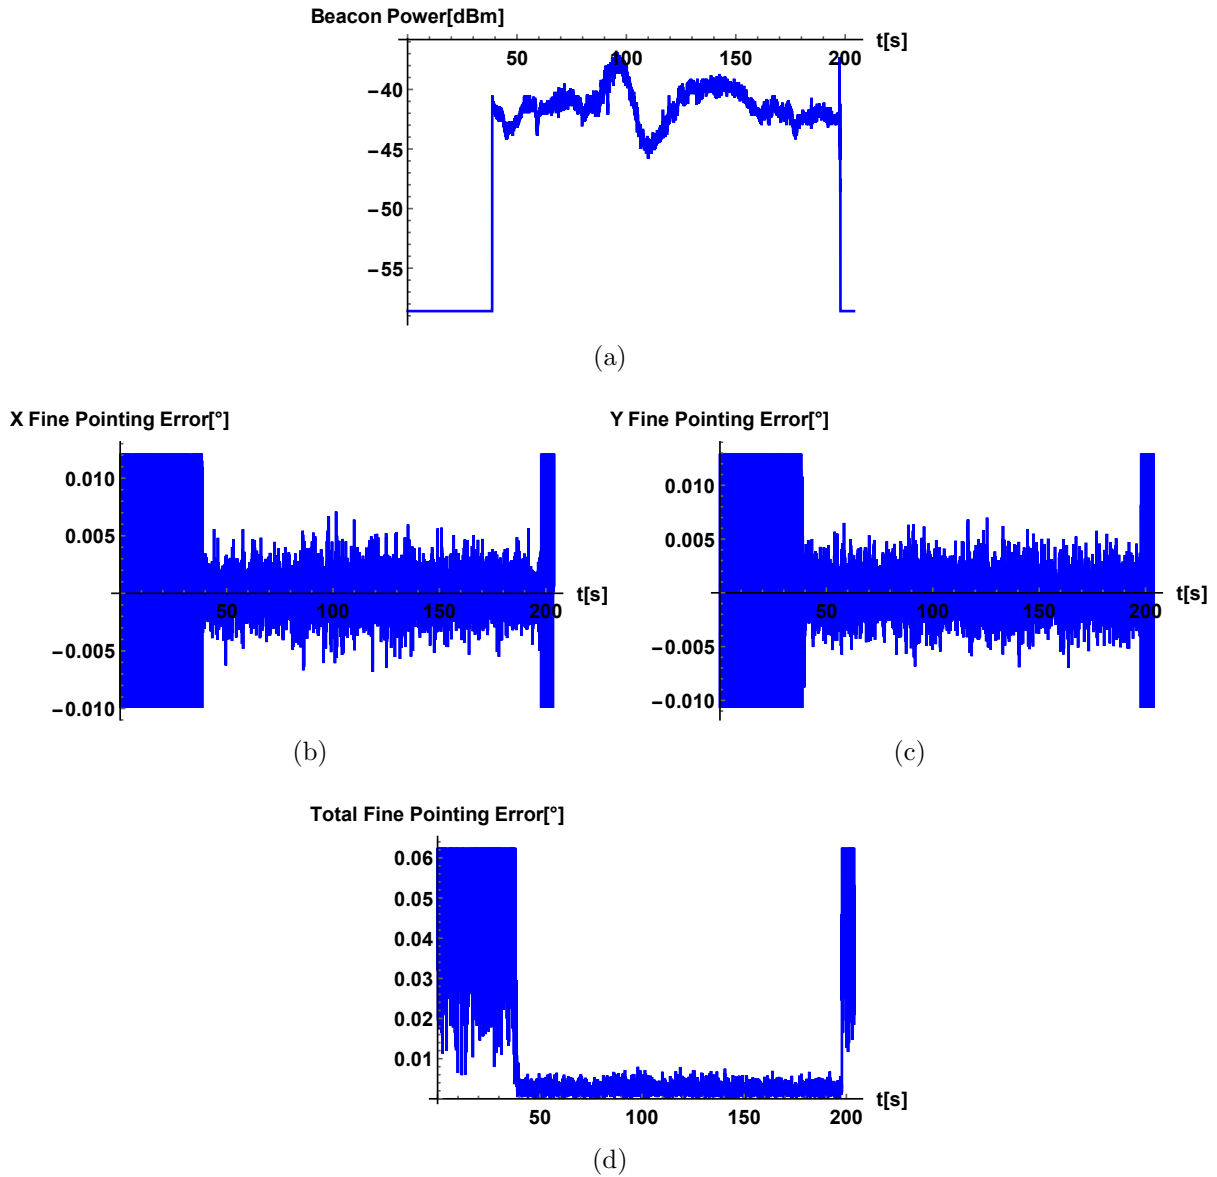 Beacon Power[dBm]
50 100 150 200 t[s]
−40
−45
−50
−55
(a)
X Fine Pointing Error[°]
0.010
0.005
50 100 150 200 t[s]
−0.005
−0.010
(b)
Y Fine Pointing Error[°]
0.010
0.005
50 100 150 200 t[s]
−0.005
−0.010
(c)
Total Fine Pointing Error[°]
0.06
0.05
0.04
0.03
0.02
0.01
50 100 150 200 t[s]
(d)